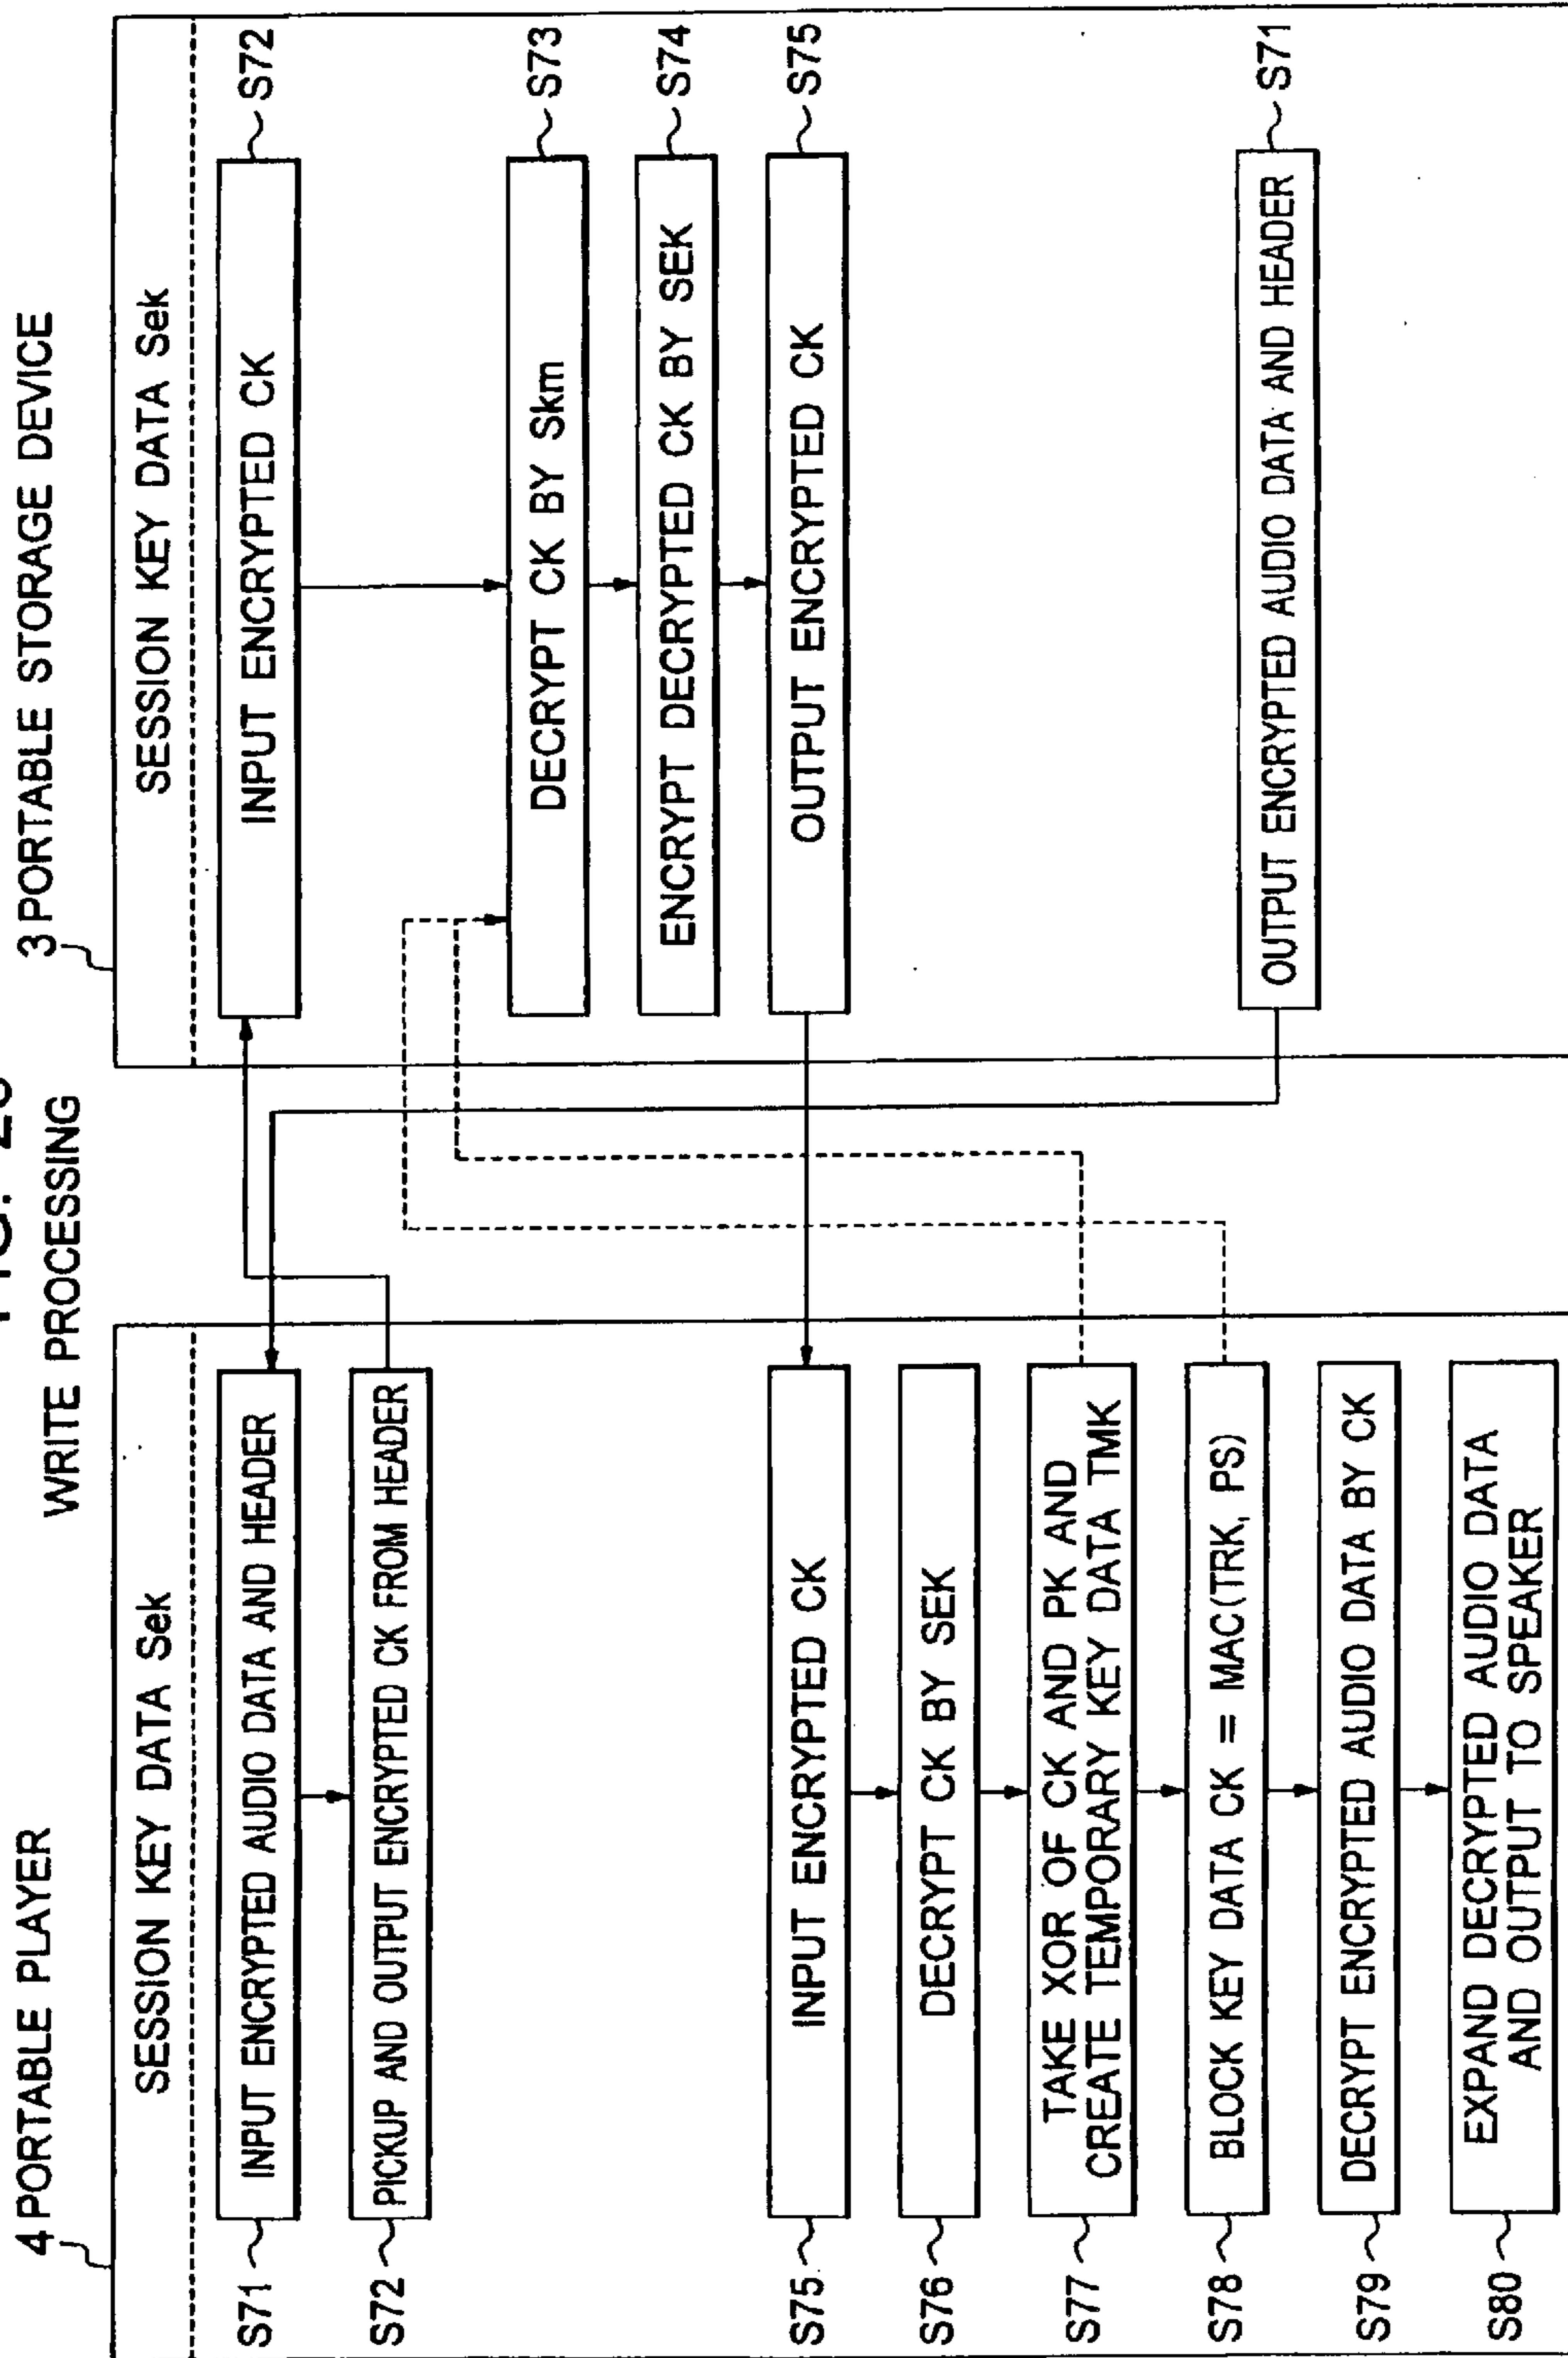 FIG.
WRITE PROCESSING
4 PORTABLE PLAYER
SESSION KEY DATA Sek
S71 INPUT ENCRYPTED AUDIO DATA AND HEADER
S72 PICKUP AND OUTPUT ENCRYPTED CK FROM HEADER
S75 INPUT ENCRYPTED CK
S76 DECRYPT CK BY SEK
S77 TAKE XOR OF CK AND PK AND
CREATE TEMPORARY KEY DATA TMK
S78 BLOCK KEY DATA CK = MAC(TRK, PS)
S79 DECRYPT ENCRYPTED AUDIO DATA BY CK
S80 EXPAND DECRYPTED AUDIO DATA
AND OUTPUT TO SPEAKER
3 PORTABLE STORAGE DEVICE
SESSION KEY DATA Sek
INPUT ENCRYPTED CK S72
DECRYPT CK BY Skm S73
ENCRYPT DECRYPTED CK BY SEK S74
OUTPUT ENCRYPTED CK S75
OUTPUT ENCRYPTED AUDIO DATA AND HEADER S71